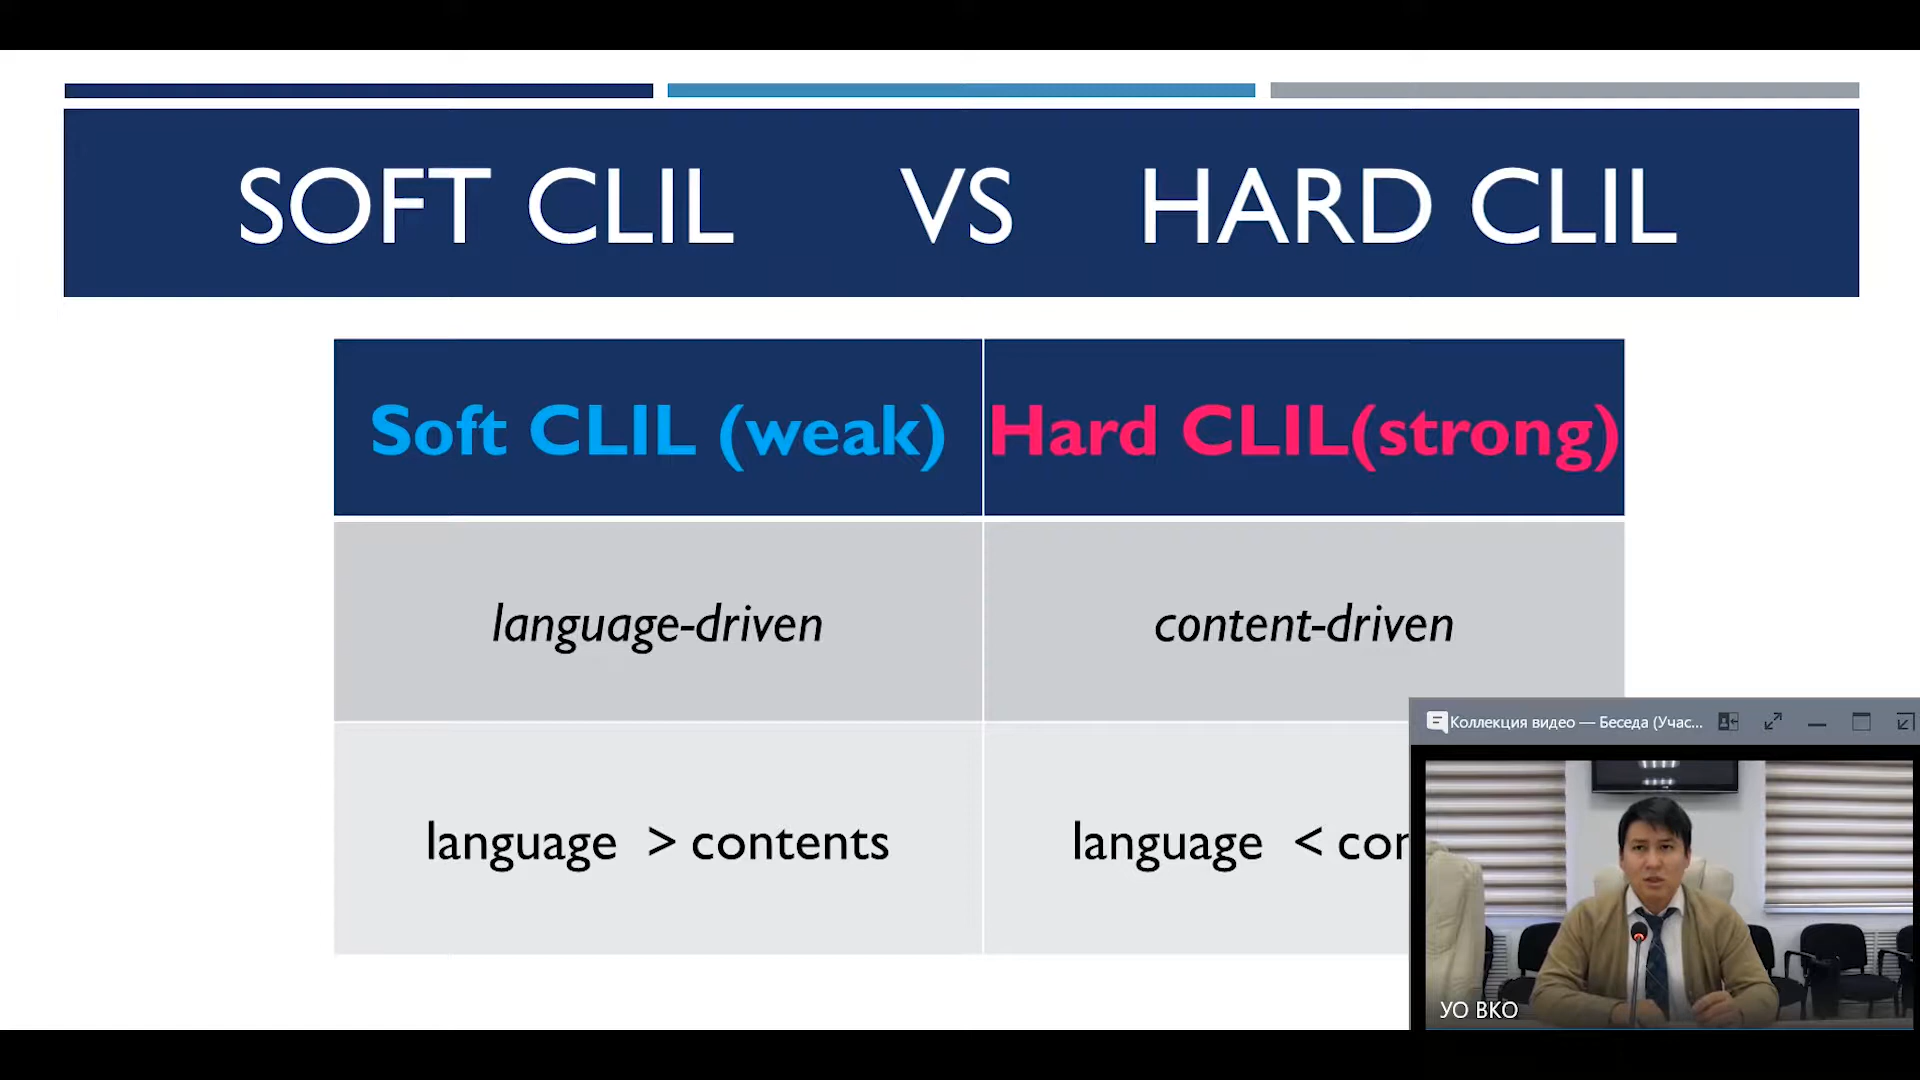 SOFT CLIL VS HARD CLIL
Soft CLIL (weak)
Hard CLIL(strong)
language-driven
content-driven
language > contents
language <
Коллекция видео — Беседа (Учас...
УО ВКО